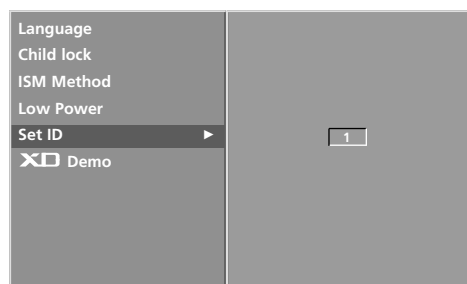 Language
Child lock
ISM Method
Low Power
Set ID ► 1
XD Demo